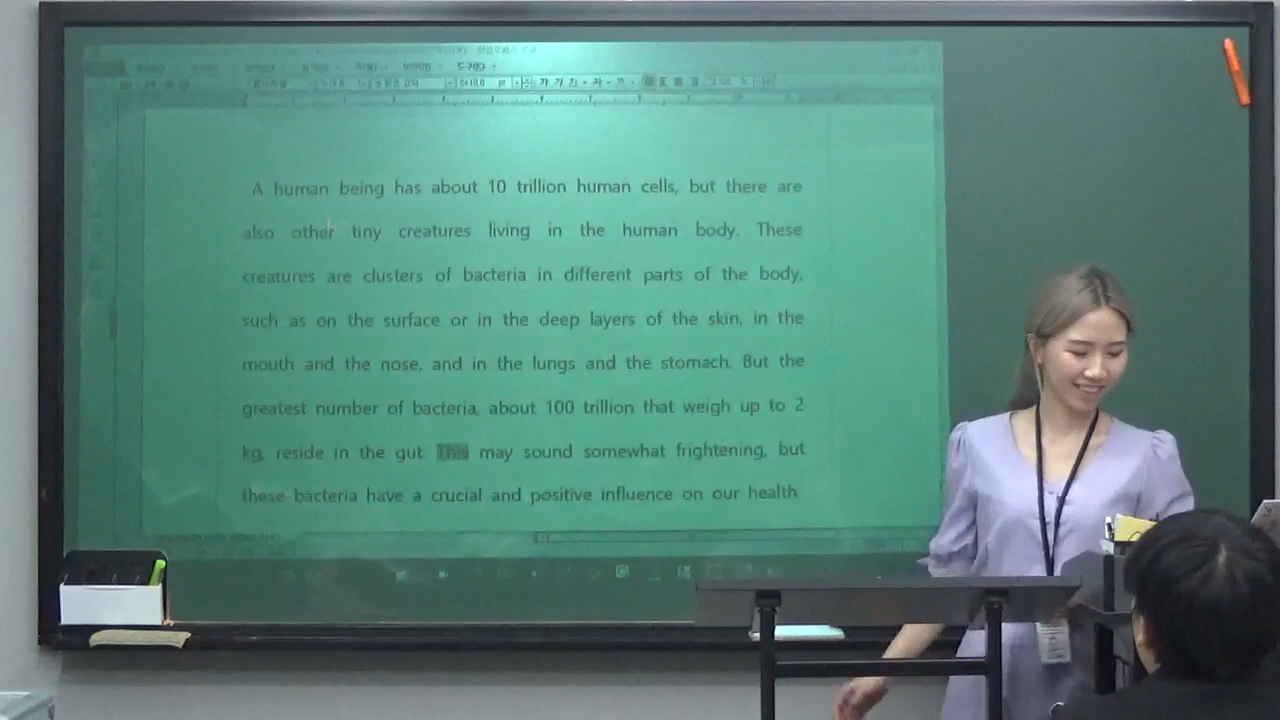 A human being has about 10 trillion human cells, but there are
also other tiny creatures living in the human body. These
creatures are clusters of bacteria in different parts of the body,
such as on the surface or in the deep layers of the skin, in the
mouth and the nose, and in the lungs and the stomach. But the
greatest number of bacteria, about 100 trillion that weigh up to 2
kg, reside in the gut. This may sound somewhat frightening, but
these bacteria have a crucial and positive influence on our health